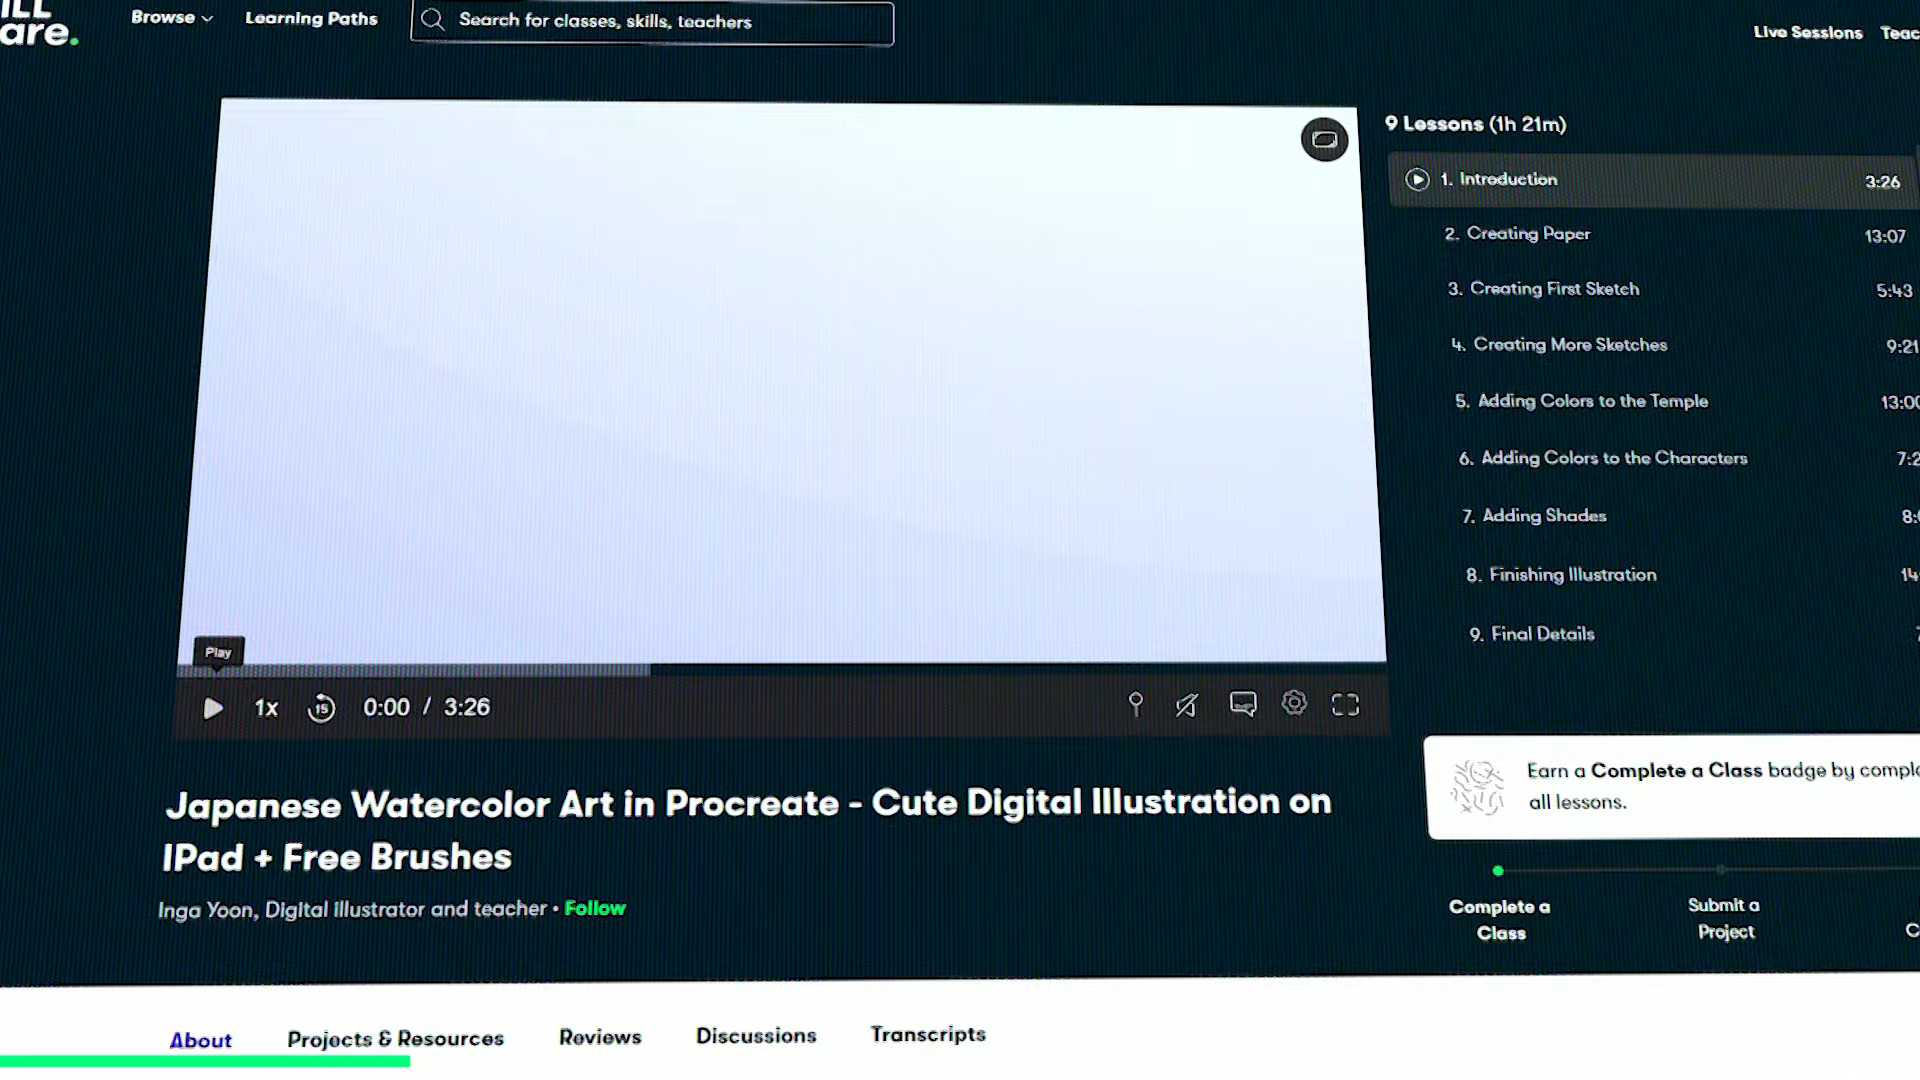 ILL
are.
Browse
Learning Paths
Search for classes, skills, teachers
Live Sessions
9 Lessons (1h 21m)
1. Introduction 3:26
2. Creating Paper 13:07
3. Creating First Sketch 5:43
4. Creating More Sketches 9:21
5. Adding Colors to the Temple 13:00
6. Adding Colors to the Characters
7. Adding Shades
8. Finishing Illustration
9. Final Details
Play
1x 15 0:00 / 3:26
Earn a Complete a Class badge by
all lessons.
Japanese Watercolor Art in Procreate - Cute Digital Illustration on
IPad + Free Brushes
Inga Yoon, Digital illustrator and teacher • Follow
Complete a
Class
Submit a
Project
About
Projects & Resources
Reviews
Discussions
Transcripts